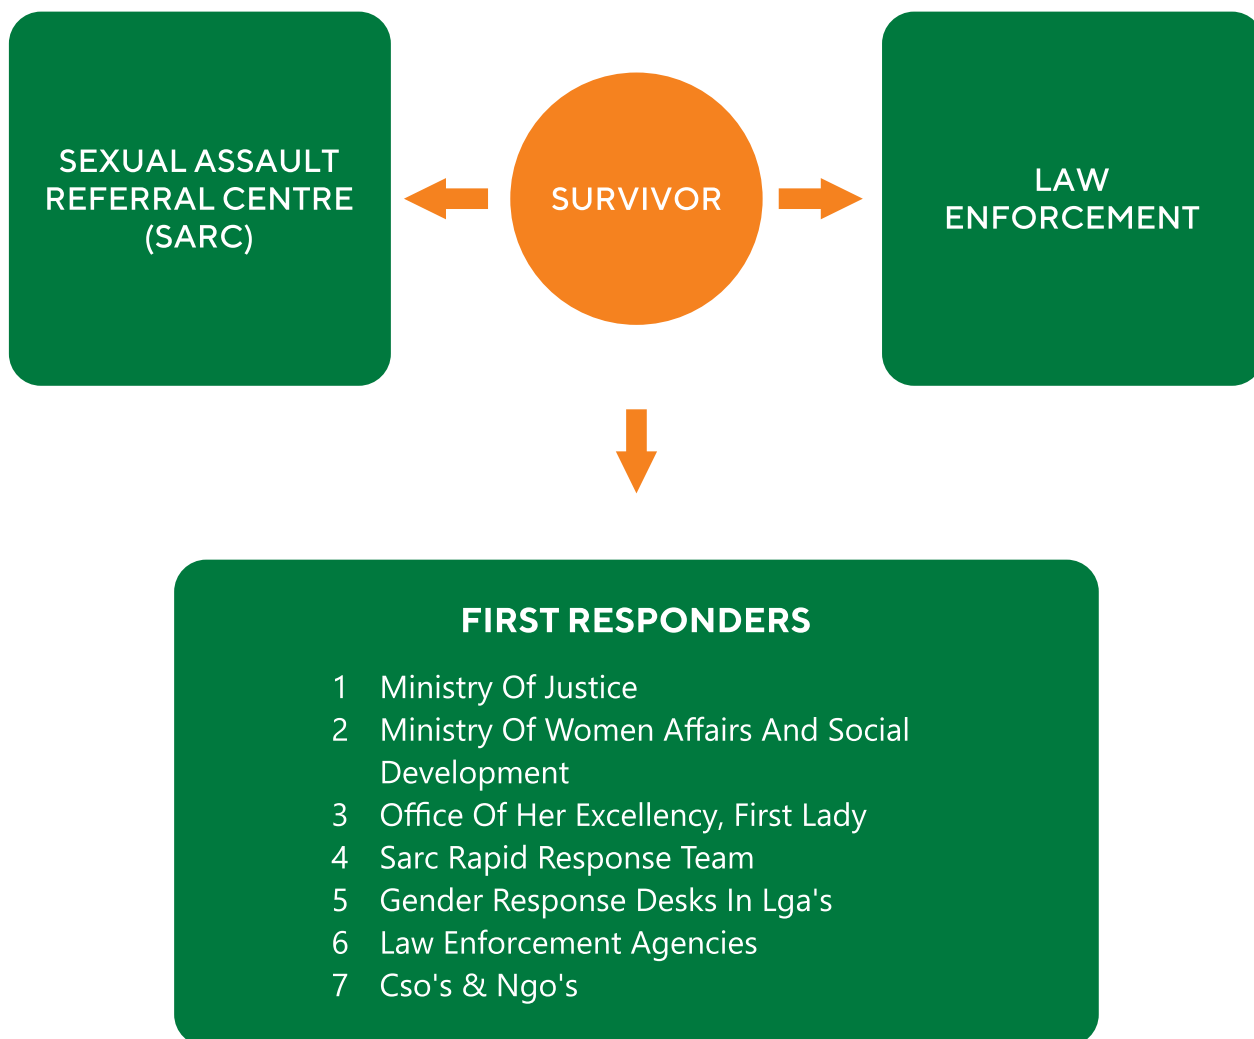 SEXUAL ASSAULT
REFERRAL CENTRE
(SARC)
SURVIVOR
LAW
ENFORCEMENT
FIRST RESPONDERS
1 Ministry Of Justice
2 Ministry Of Women Affairs And Social
Development
3 Office Of Her Excellency, First Lady
4 Sarc Rapid Response Team
5 Gender Response Desks In Lga's
6 Law Enforcement Agencies
7 Cso's & Ngo's